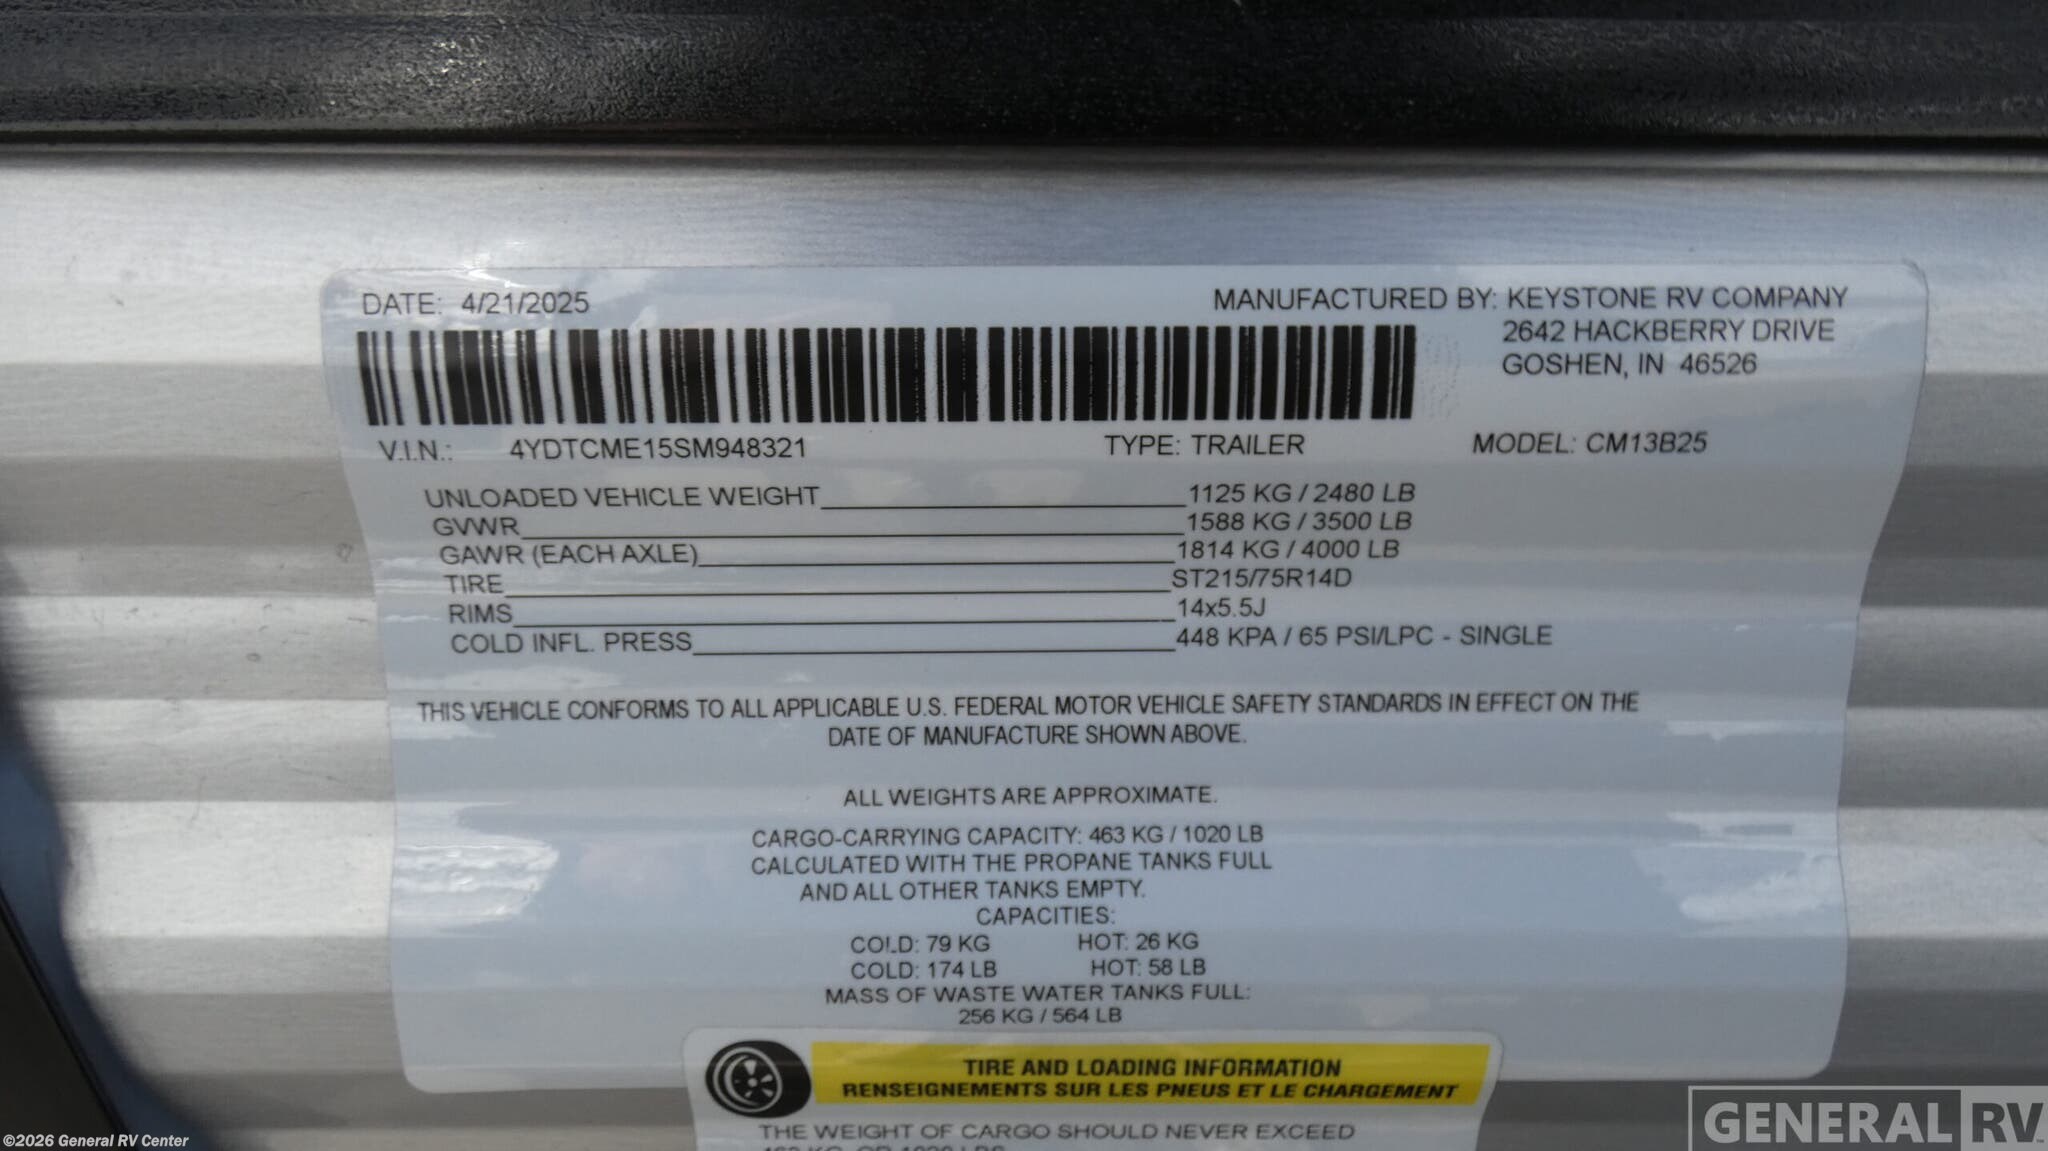 DATE: 4/21/2025
MANUFACTURED BY: KEYSTONE RV COMPANY
2642 HACKBERRY DRIVE
GOSHEN, IN 46526
V.I.N.: 4YDTCME15SM948321 TYPE: TRAILER MODEL: CM13B25
UNLOADED VEHICLE WEIGHT 1125 KG / 2480 LB
GVWR 1588 KG / 3500 LB
GAWR (EACH AXLE) 1814 KG / 4000 LB
TIRE ST215/75R14D
RIMS 14x5.5J
COLD INFL. PRESS 448 KPA / 65 PSI/LPC - SINGLE
THIS VEHICLE CONFORMS TO ALL APPLICABLE U.S. FEDERAL MOTOR VEHICLE SAFETY STANDARDS IN EFFECT ON THE
DATE OF MANUFACTURE SHOWN ABOVE.
ALL WEIGHTS ARE APPROXIMATE.
CARGO-CARRYING CAPACITY: 463 KG / 1020 LB
CALCULATED WITH THE PROPANE TANKS FULL
AND ALL OTHER TANKS EMPTY.
CAPACITIES:
COLD: 79 KG HOT: 26 KG
COLD: 174 LB HOT: 58 LB
MASS OF WASTE WATER TANKS FULL:
256 KG / 564 LB
TIRE AND LOADING INFORMATION
RENSEIGNEMENTS SUR LES PNEUS ET LE CHARGEMENT
THE WEIGHT OF CARGO SHOULD NEVER EXCEED
©2026 General RV Center
GENERAL RV